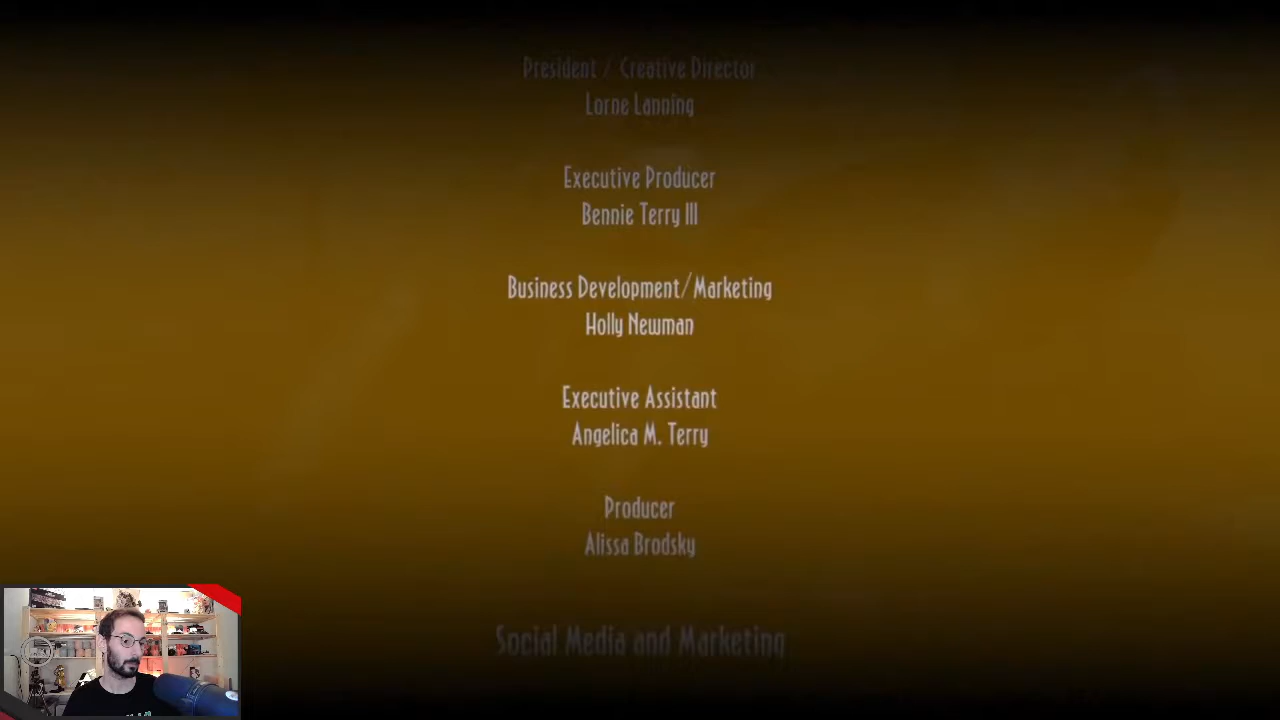 President / Creative Director
Lorne Lanning
Executive Producer
Bennie Terry III
Business Development/Marketing
Holly Newman
Executive Assistant
Angelica M. Terry
Producer
Alissa Brodsky
Social Media and Marketing